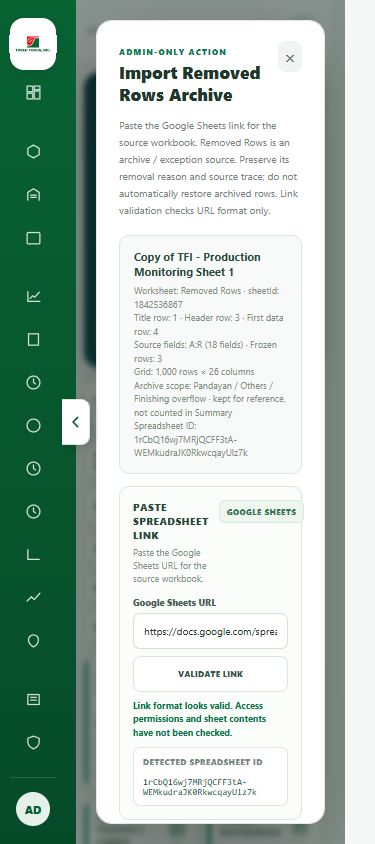 ADMIN-ONLY ACTION
Import Removed
Rows Archive
Paste the Google Sheets link for the
source workbook. Removed Rows is an
archive / exception source. Preserve its
removal reason and source trace; do not
automatically restore archived rows. Link
validation checks URL format only.
Copy of TFI - Production
Monitoring Sheet 1
Worksheet: Removed Rows · sheetId:
1842536867
Title row: 1 · Header row: 3 · First data
row: 4
Source fields: A:R (18 fields) · Frozen
rows: 3
Grid: 1,000 rows × 26 columns
Archive scope: Pandayan / Others /
Finishing overflow · kept for reference,
not counted in Summary
Spreadsheet ID:
1rCbQ16wj7MRjQCFF3tA-
WEMkudraJK0RkwcqayUIz7k
PASTE
SPREADSHEET
LINK
GOOGLE SHEETS
Paste the Google
Sheets URL for the
source workbook.
Google Sheets URL
https://docs.google.com/sprea
VALIDATE LINK
Link format looks valid. Access
permissions and sheet contents
have not been checked.
DETECTED SPREADSHEET ID
1rCbQ16wj7MRjQCFF3tA-
WEMkudraJK0RkwcqayUIz7k
AD